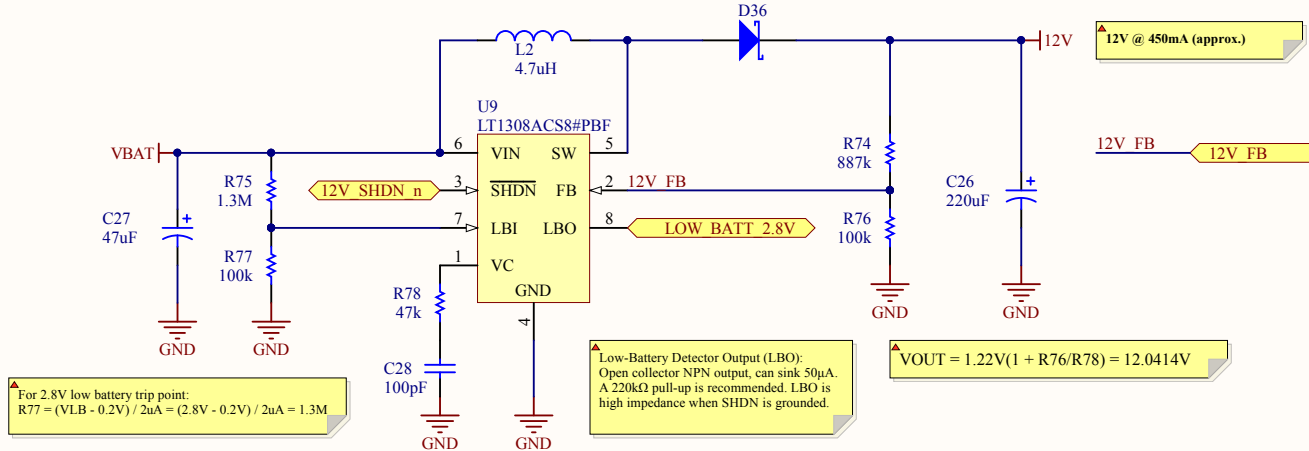 D36
12V
12V @ 450mA (approx.)
L2
4.7uH
U9
LT1308ACS8#PBF
VBAT
6
VIN
SW
5
R74
887k
12V_FB
12V_FB
R75
1.3M
12V_SHDN_n
3
SHDN
FB
2
12V_FB
C26
220uF
C27
47uF
7
LBI
LBO
8
LOW_BATT_2.8V
R76
100k
R77
100k
1
VC
GND
4
R78
47k
C28
100pF
GND
GND
GND
GND
GND
GND
Low-Battery Detector Output (LBO):
Open collector NPN output, can sink 50µA.
A 220kΩ pull-up is recommended. LBO is
high impedance when SHDN is grounded.
VOUT = 1.22V(1 + R76/R78) = 12.0414V
For 2.8V low battery trip point:
R77 = (VLB - 0.2V) / 2uA = (2.8V - 0.2V) / 2uA = 1.3M